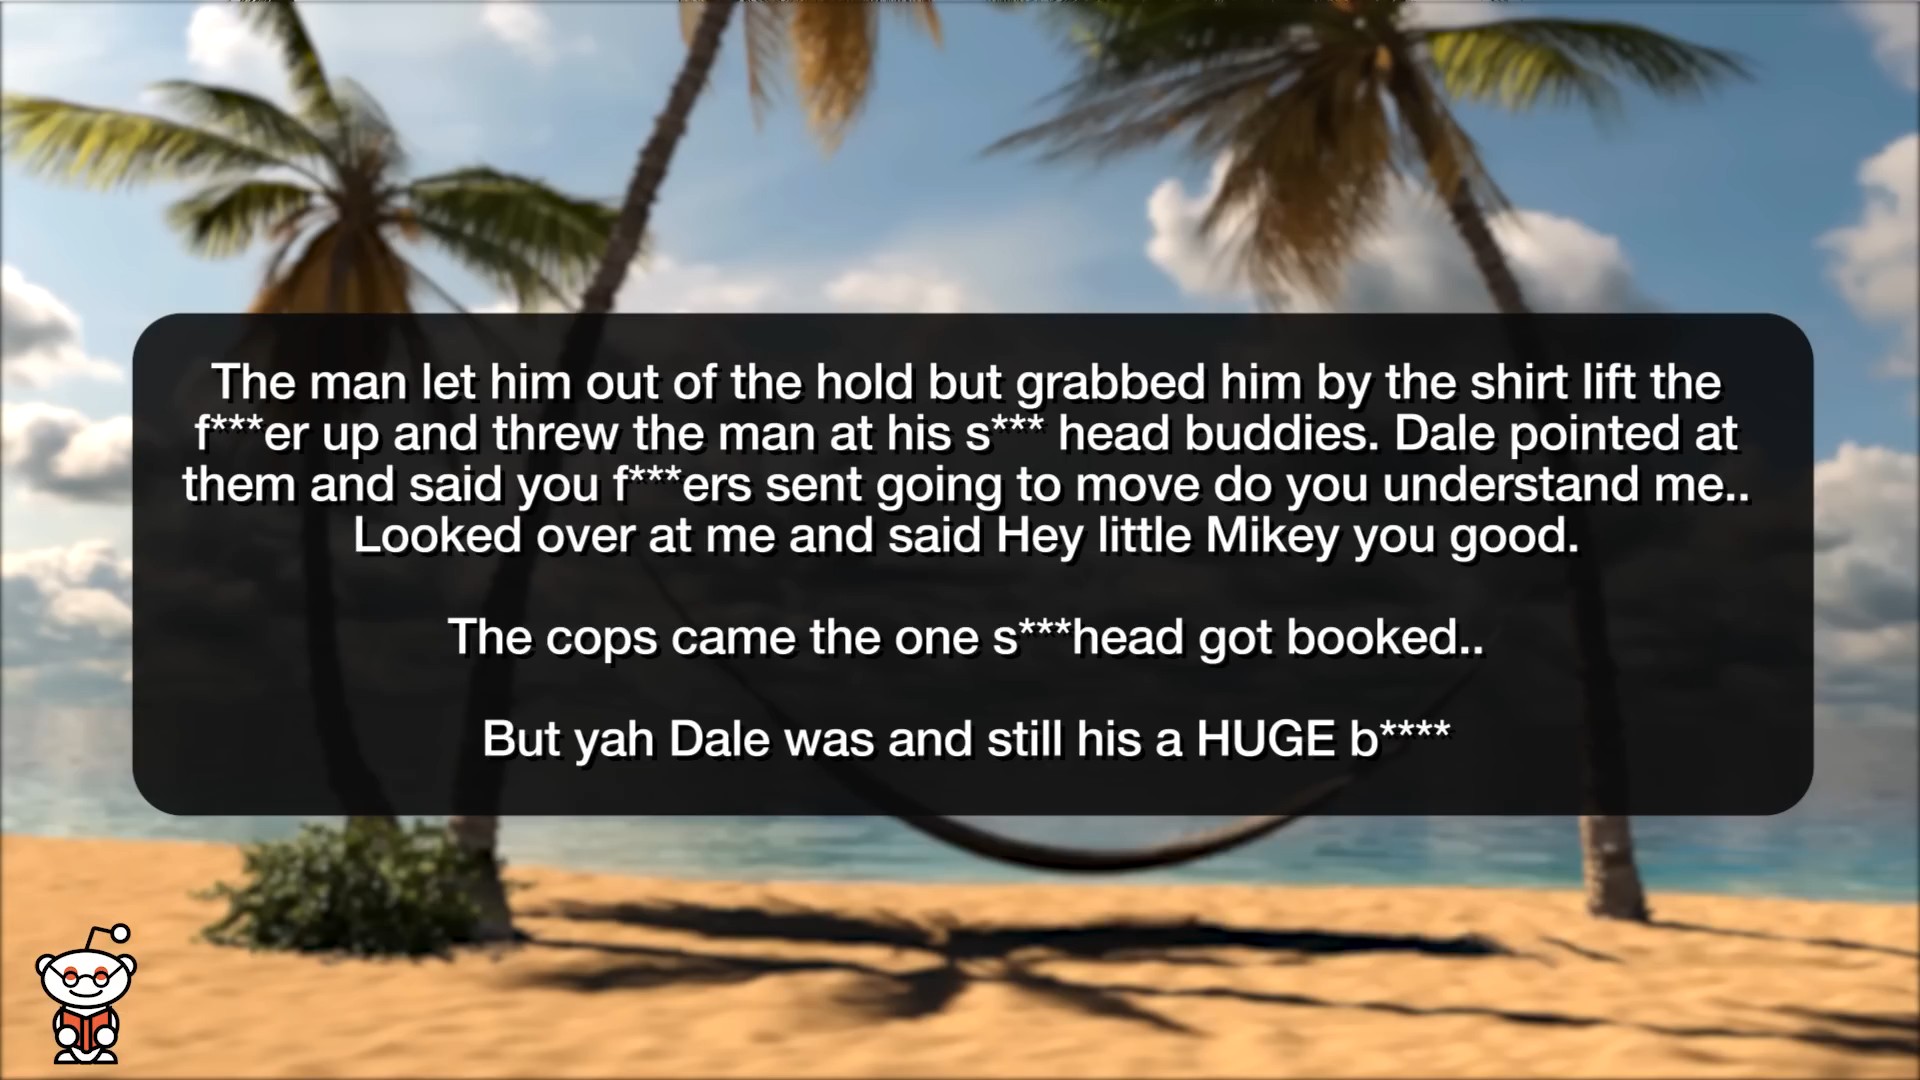 The man let him out of the hold but grabbed him by the shirt lift the
f***er up and threw the man at his s*** head buddies. Dale pointed at
them and said you f***ers sent going to move do you understand me..
Looked over at me and said Hey little Mikey you good.
The cops came the one s***head got booked..
But yah Dale was and still his a HUGE b****